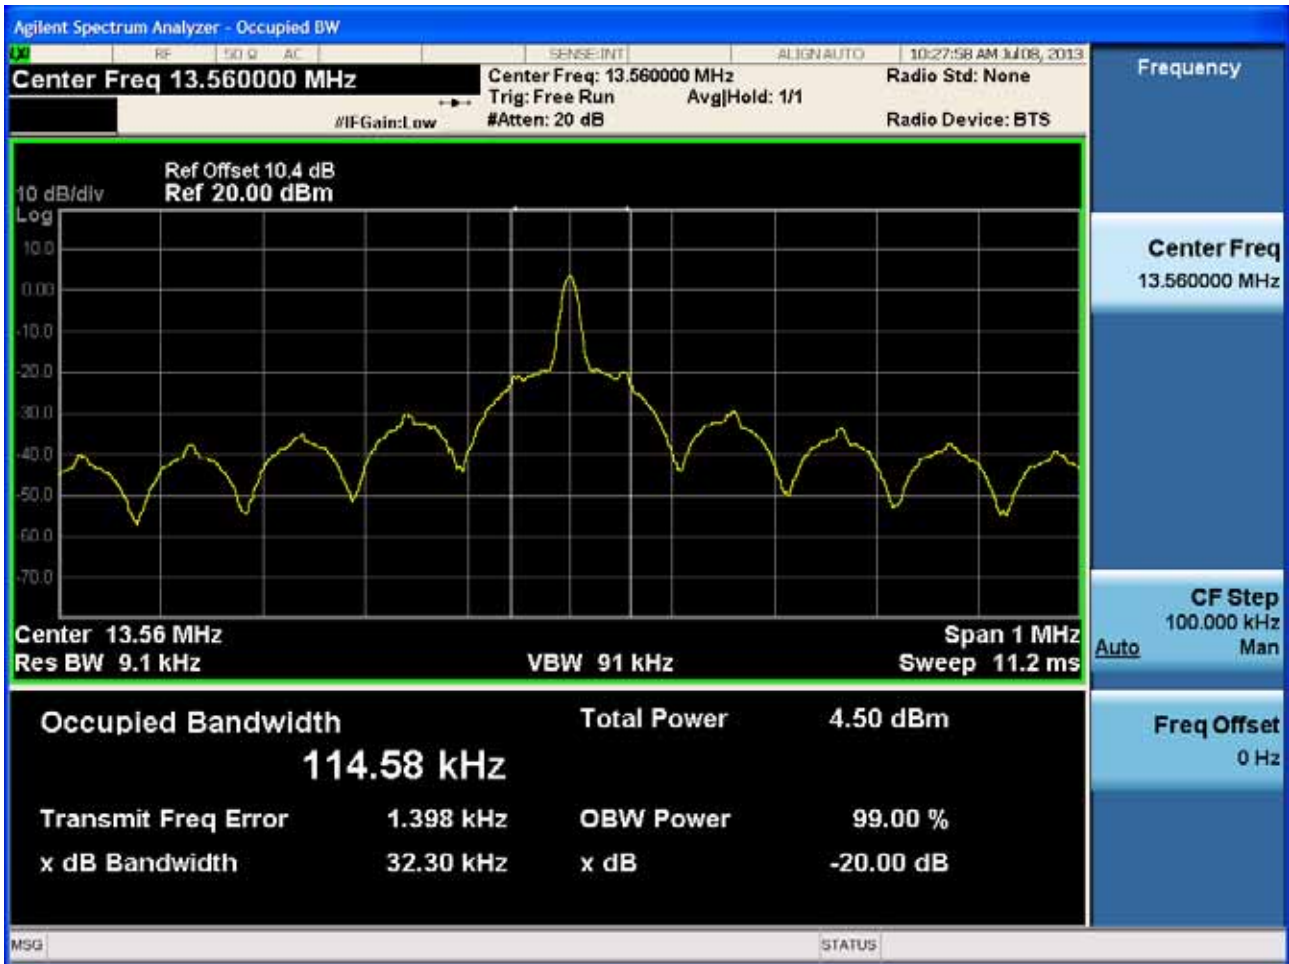 Agilent Spectrum Analyzer - Occupied BW
LXI RF 50 Ω AC SENSE:INT ALIGN AUTO 10:27:58 AM Jul 08, 2013
Center Freq 13.560000 MHz
#IFGain:Low
Center Freq: 13.560000 MHz
Trig: Free Run Avg|Hold: 1/1
#Atten: 20 dB
Radio Std: None
Radio Device: BTS
Ref Offset 10.4 dB
10 dB/div Ref 20.00 dBm
Log
10.0
0.00
-10.0
-20.0
-30.0
-40.0
-50.0
-60.0
-70.0
Center 13.56 MHz Span 1 MHz
Res BW 9.1 kHz VBW 91 kHz Sweep 11.2 ms
Occupied Bandwidth Total Power 4.50 dBm
114.58 kHz
Transmit Freq Error 1.398 kHz OBW Power 99.00 %
x dB Bandwidth 32.30 kHz x dB -20.00 dB
Frequency
Center Freq
13.560000 MHz
CF Step
100.000 kHz
Auto Man
Freq Offset
0 Hz
MSG STATUS